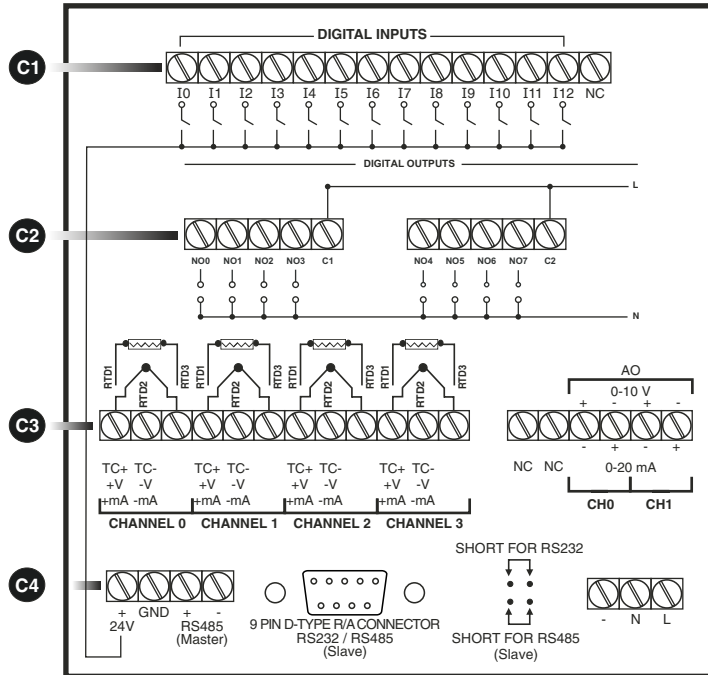 DIGITAL INPUTS
C1
I0 I1 I2 I3 I4 I5 I6 I7 I8 I9 I10 I11 I12 NC
DIGITAL OUTPUTS
L
C2
NO0 NO1 NO2 NO3 C1 NO4 NO5 NO6 NO7 C2
N
RTD1 RTD2 RTD3 RTD1 RTD2 RTD3 RTD1 RTD2 RTD3 RTD1 RTD2 RTD3
AO
0-10 V
+ - + -
C3
- + - +
NC NC 0-20 mA
TC+ TC- TC+ TC- TC+ TC- TC+ TC-
+V -V +V -V +V -V +V -V
+mA -mA +mA -mA +mA -mA +mA -mA
CH0 CH1
CHANNEL 0 CHANNEL 1 CHANNEL 2 CHANNEL 3
SHORT FOR RS232
C4
+ GND + -
24V RS485
(Master)
9 PIN D-TYPE R/A CONNECTOR
RS232 / RS485
(Slave)
SHORT FOR RS485
(Slave)
- N L